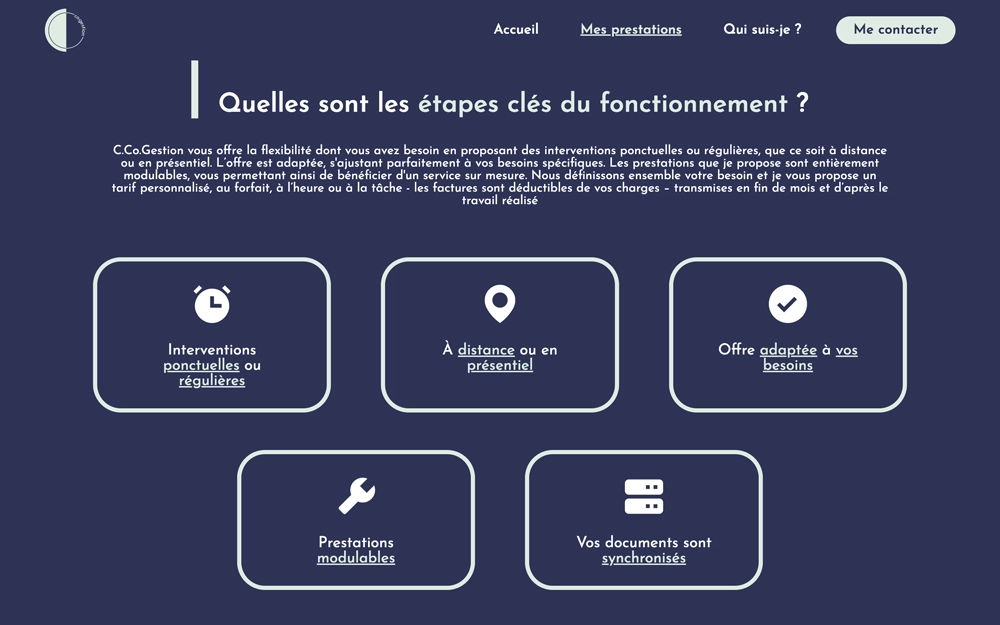 Accueil
Mes prestations
Qui suis-je ?
Me contacter
Quelles sont les étapes clés du fonctionnement ?
C.Co.Gestion vous offre la flexibilité dont vous avez besoin en proposant des interventions ponctuelles ou régulières, que ce soit à distance
ou en présentiel. L'offre est adaptée, s'ajustant parfaitement à vos besoins spécifiques. Les prestations que je propose sont entièrement
modulables, vous permettant ainsi de bénéficier d'un service sur mesure. Nous définissons ensemble votre besoin et je vous propose un
tarif personnalisé, au forfait, à l'heure ou à la tâche - les factures sont déductibles de vos charges – transmises en fin de mois et d'après le
travail réalisé
Interventions
ponctuelles ou
régulières
À distance ou en
présentiel
Offre adaptée à vos
besoins
Prestations
modulables
Vos documents sont
synchronisés